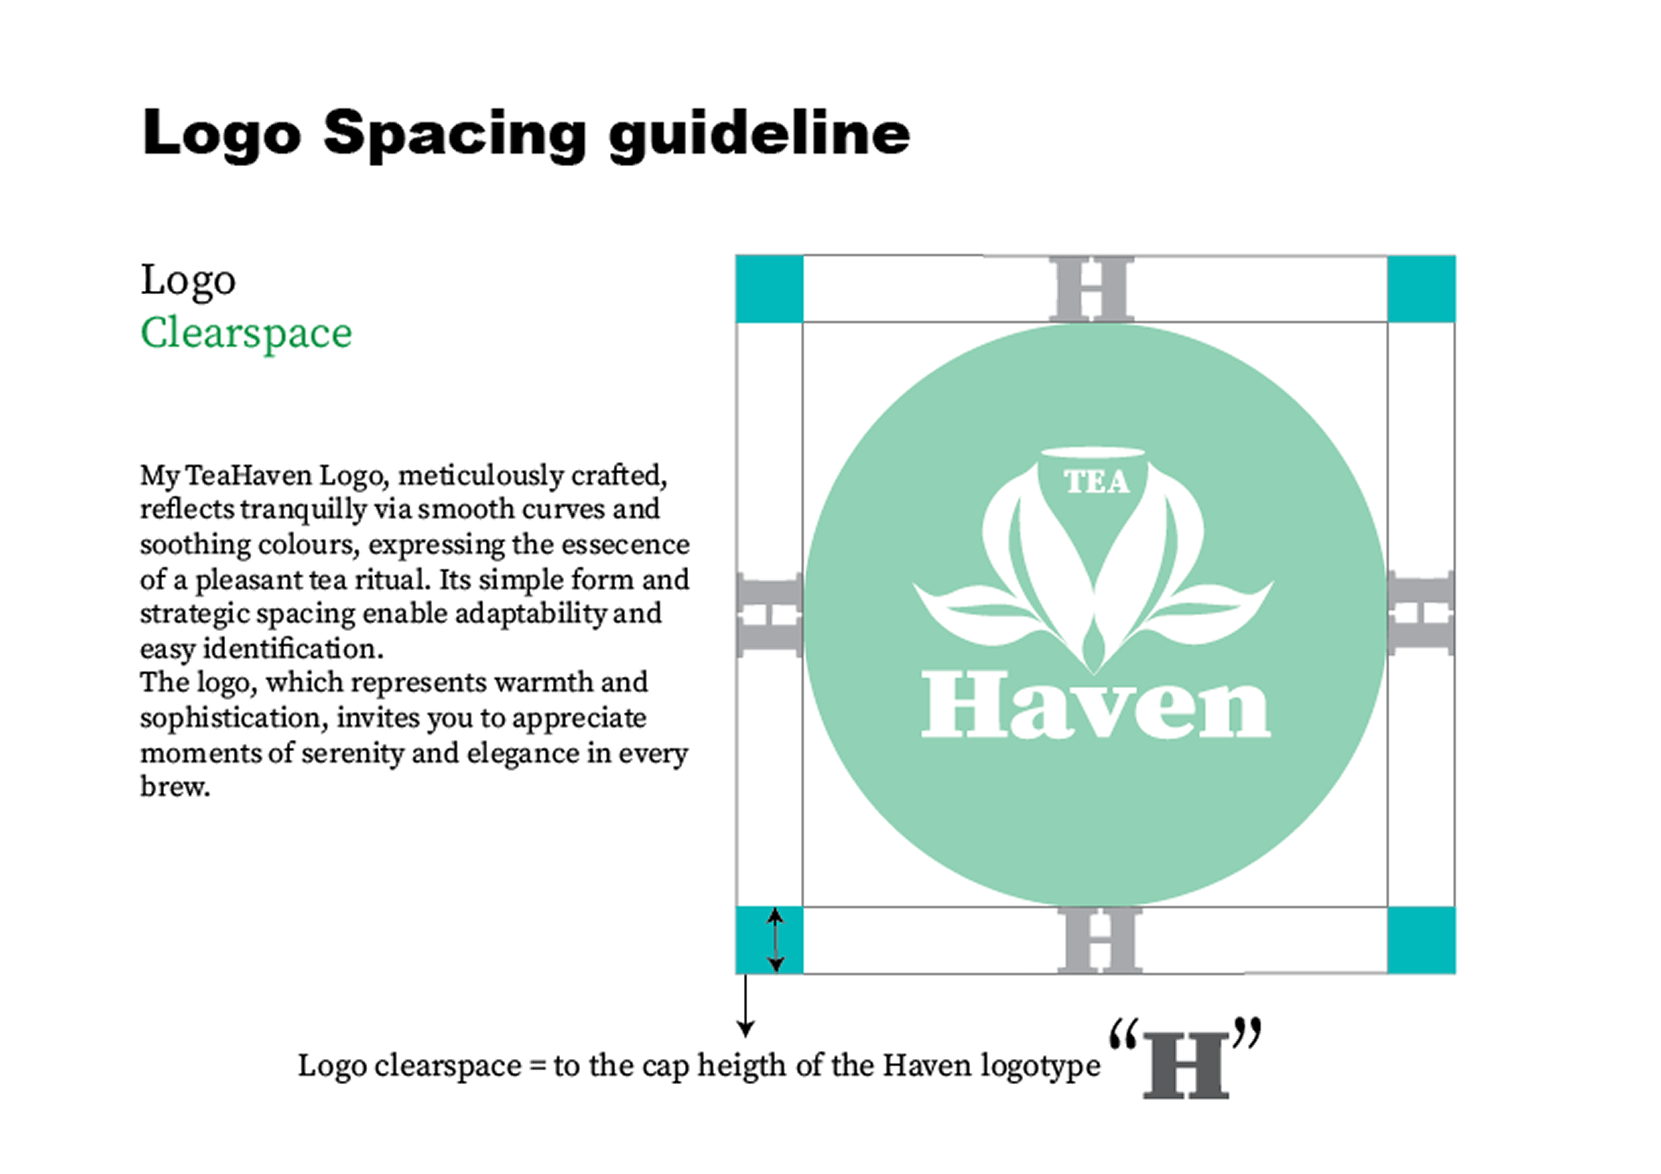 Logo Spacing guideline
Logo
Clearspace
My TeaHaven Logo, meticulously crafted,
reflects tranquilly via smooth curves and
soothing colours, expressing the essecence
of a pleasant tea ritual. Its simple form and
strategic spacing enable adaptability and
easy identification.
The logo, which represents warmth and
sophistication, invites you to appreciate
moments of serenity and elegance in every
brew.
H
TEA
H
H
Haven
H
Logo clearspace = to the cap heigth of the Haven logotype “H”